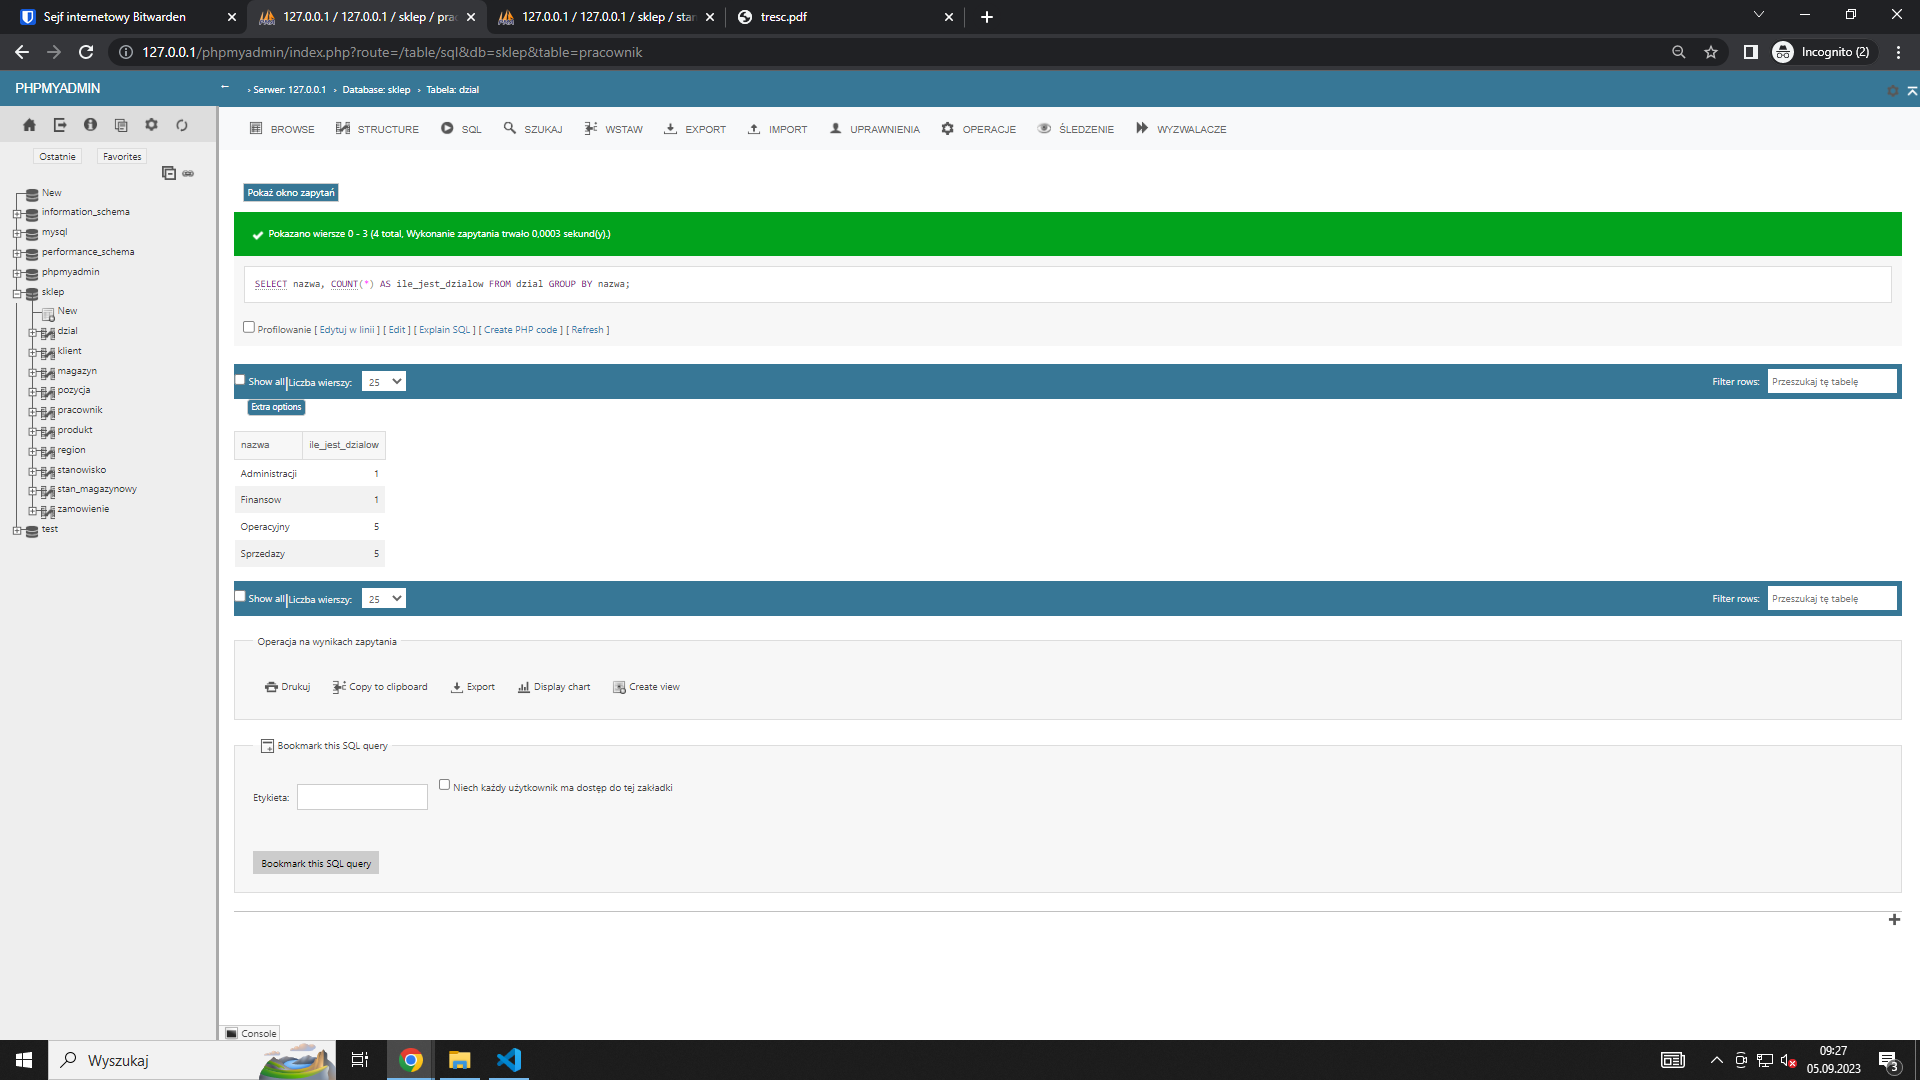 Sejf internetowy Bitwarden
127.0.0.1 / 127.0.0.1 / sklep / prac
127.0.0.1 / 127.0.0.1 / sklep / stan
tresc.pdf
127.0.0.1/phpmyadmin/index.php?route=/table/sql&db=sklep&table=pracownik
Incognito (2)
PHPMYADMIN
Ostatnie
Favorites
New
information_schema
mysql
performance_schema
phpmyadmin
sklep
New
dzial
klient
magazyn
pozycja
pracownik
produkt
region
stanowisko
stan_magazynowy
zamowienie
test
› Serwer: 127.0.0.1 › Database: sklep › Tabela: dzial
BROWSE STRUCTURE SQL SZUKAJ WSTAW EXPORT IMPORT UPRAWNIENIA OPERACJE ŚLEDZENIE WYZWALACZE
Pokaż okno zapytań
Pokazano wiersze 0 - 3 (4 total, Wykonanie zapytania trwało 0,0003 sekund(y).)
SELECT nazwa, COUNT(*) AS ile_jest_dzialow FROM dzial GROUP BY nazwa;
Profilowanie [ Edytuj w linii ] [ Edit ] [ Explain SQL ] [ Create PHP code ] [ Refresh ]
Show all Liczba wierszy: 25 Filter rows: Przeszukaj tę tabelę
Extra options
nazwa ile_jest_dzialow
Administracji 1
Finansow 1
Operacyjny 5
Sprzedazy 5
Show all Liczba wierszy: 25 Filter rows: Przeszukaj tę tabelę
Operacja na wynikach zapytania
Drukuj Copy to clipboard Export Display chart Create view
Bookmark this SQL query
Etykieta: Niech każdy użytkownik ma dostęp do tej zakładki
Bookmark this SQL query
Console
Wyszukaj
09:27
05.09.2023
3